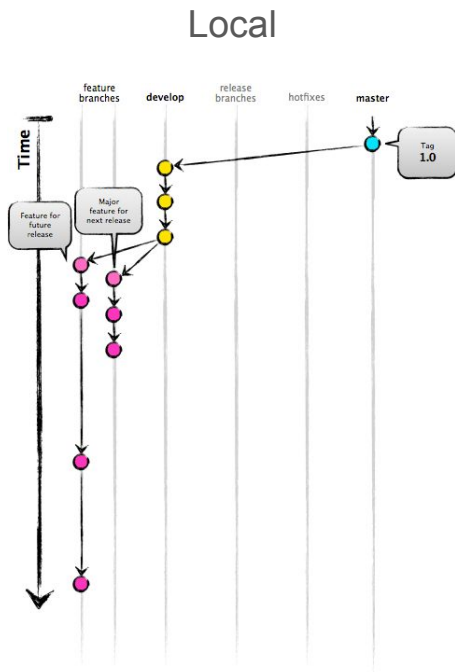 Local
feature
branches
develop
release
branches
hotfixes
master
Time
Tag
1.0
Major
feature for
next release
Feature for
future
release